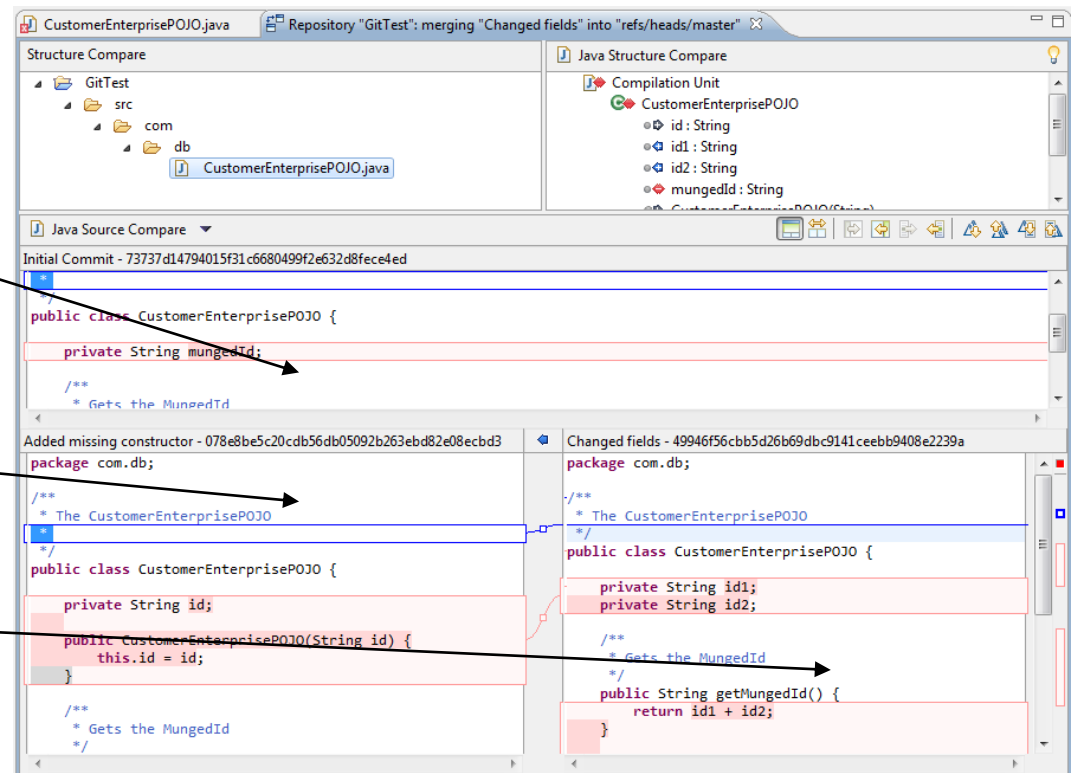 CustomerEnterprisePOJO.java
Repository "GitTest": merging "Changed fields" into "refs/heads/master"
Structure Compare
GitTest
src
com
db
CustomerEnterprisePOJO.java
Java Structure Compare
Compilation Unit
CustomerEnterprisePOJO
id : String
id1 : String
id2 : String
mungedId : String
CustomerEnterprisePOJO(String)
Java Source Compare
Initial Commit - 73737d14794015f31c6680499f2e632d8fece4ed
*
*/
public class CustomerEnterprisePOJO {
private String mungedId;
/**
* Gets the MungedId
Added missing constructor - 078e8be5c20cdb56db05092b263ebd82e08ecbd3
package com.db;
/**
* The CustomerEnterprisePOJO
*
*/
public class CustomerEnterprisePOJO {
private String id;
public CustomerEnterprisePOJO(String id) {
this.id = id;
}
/**
* Gets the MungedId
*/
Changed fields - 49946f56cbb5d26b69dbc9141ceebb9408e2239a
package com.db;
/**
* The CustomerEnterprisePOJO
*/
public class CustomerEnterprisePOJO {
private String id1;
private String id2;
/**
* Gets the MungedId
*/
public String getMungedId() {
return id1 + id2;
}